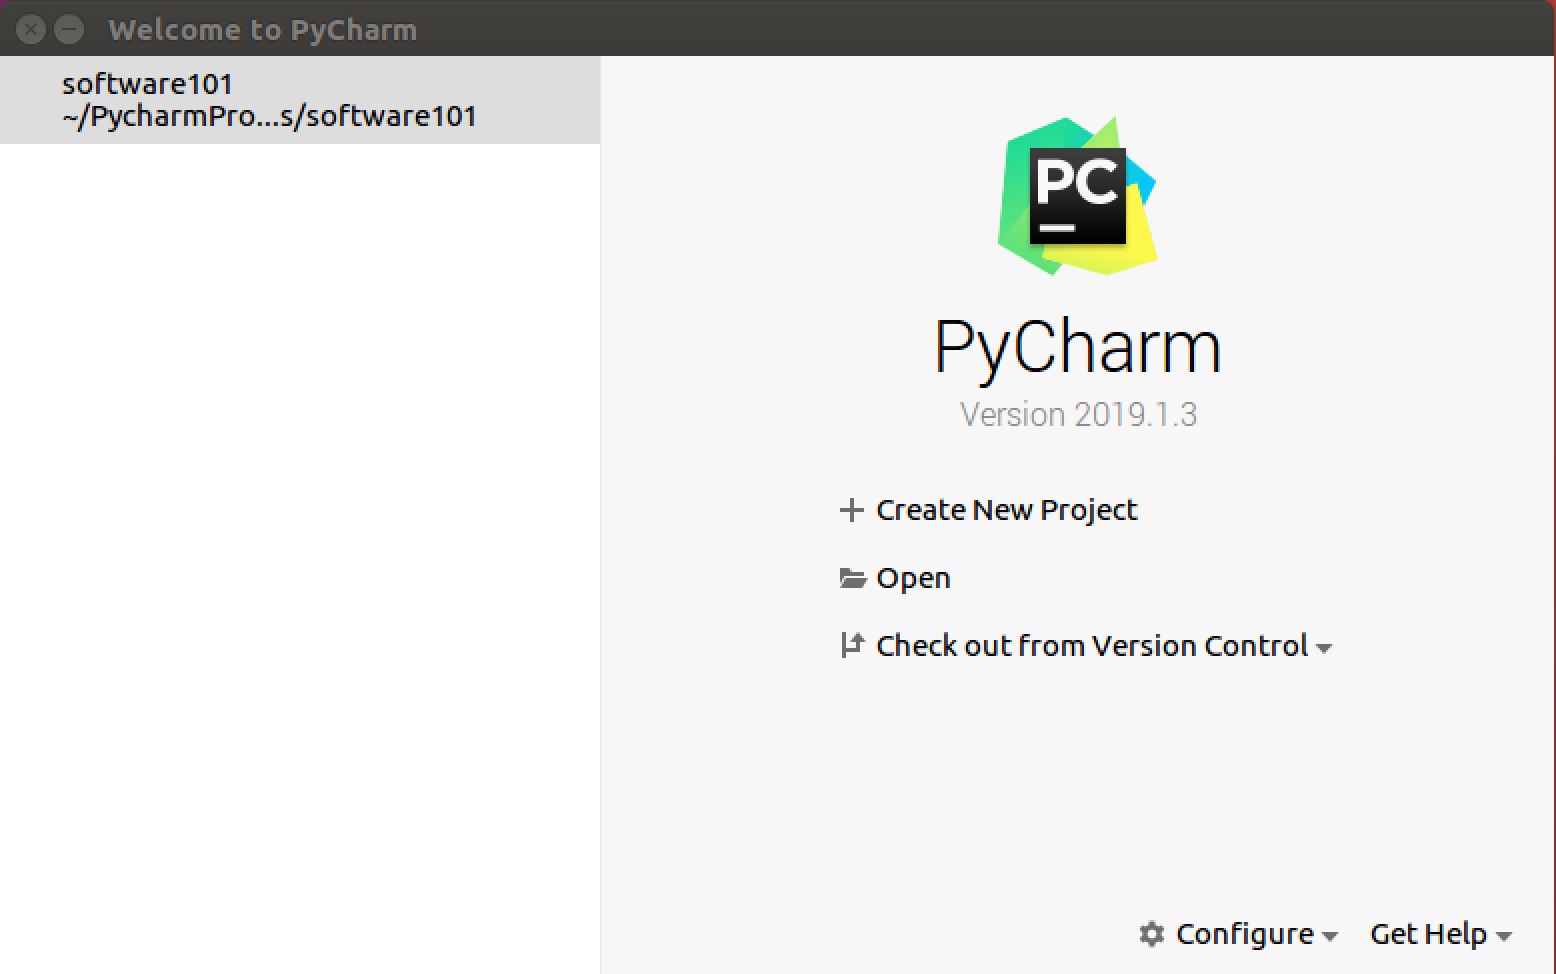 Welcome to PyCharm
software101
~/PycharmPro...s/software101
PC
PyCharm
Version 2019.1.3
Create New Project
Open
Check out from Version Control
Configure
Get Help